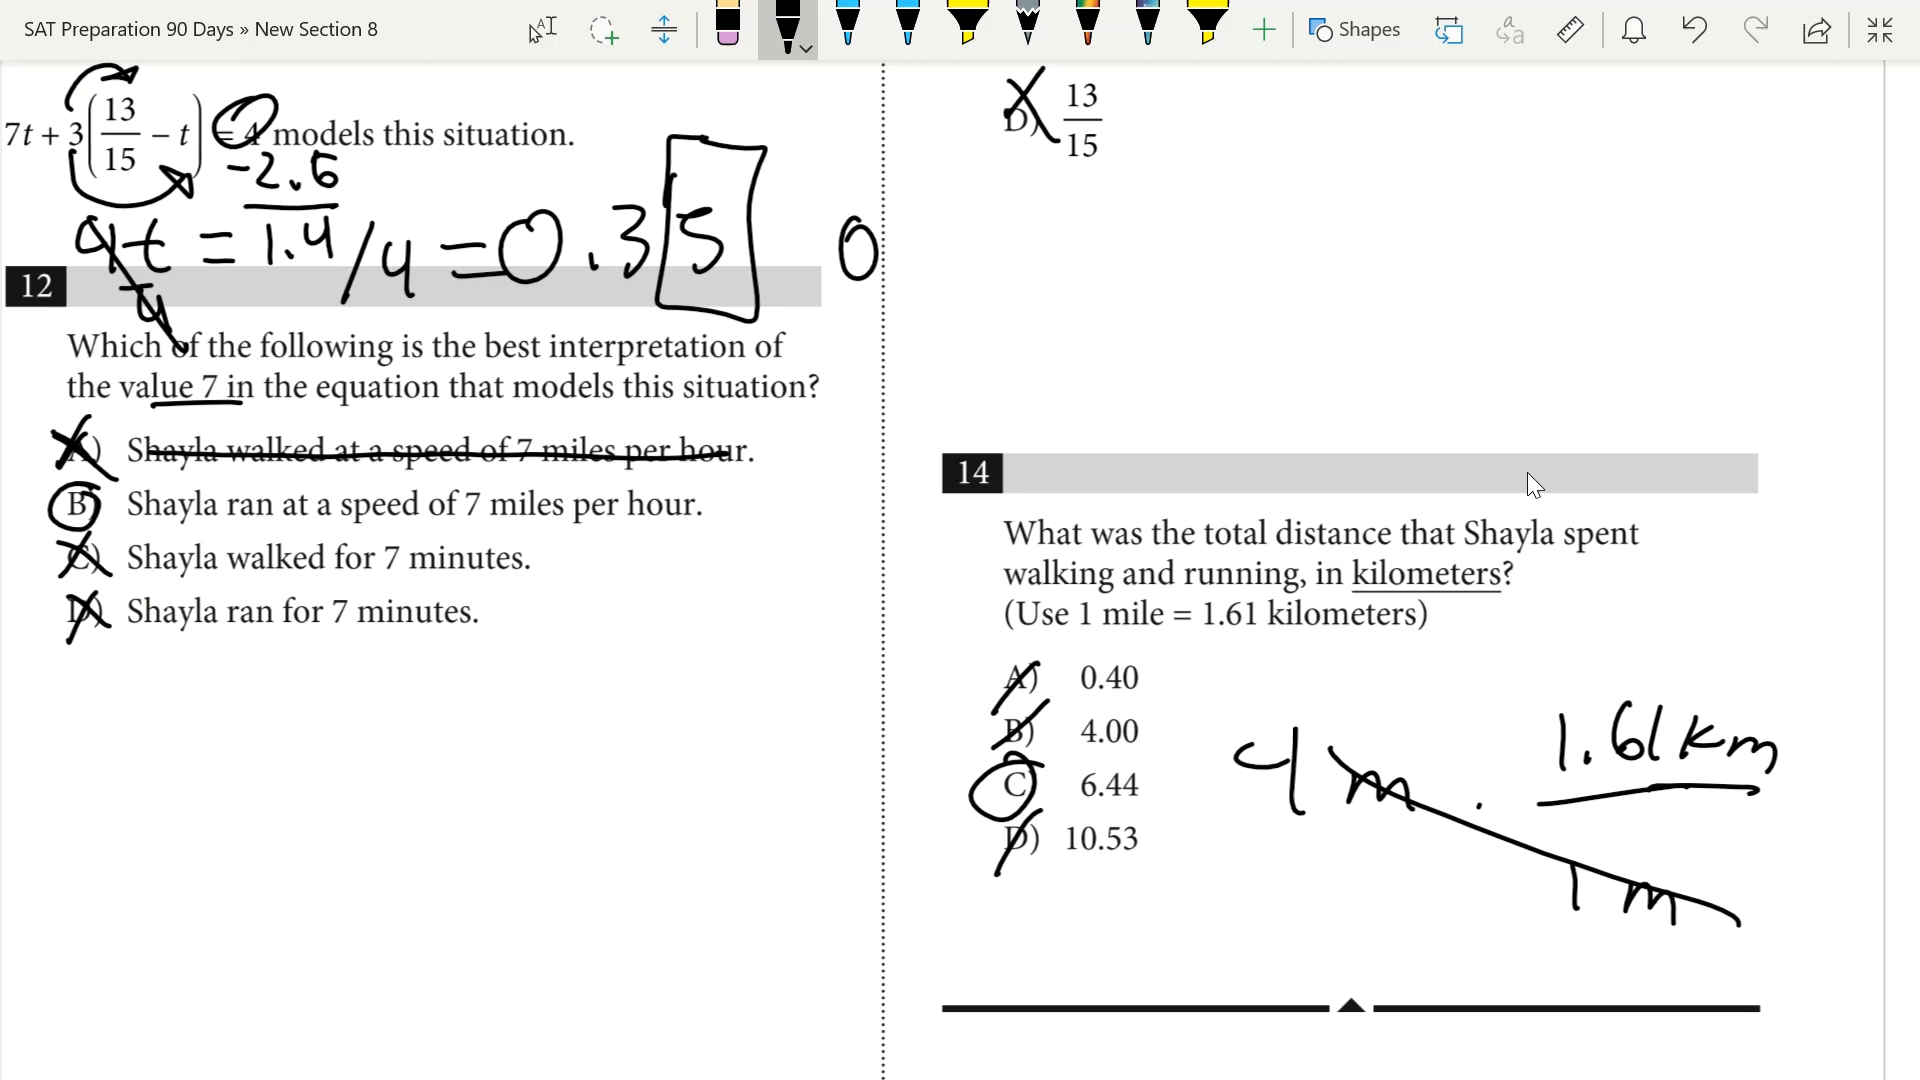 SAT Preparation 90 Days » New Section 8
Shapes
7t + 3(13/15 − t) = 4 models this situation.
−2.6
4t = 1.4 /4 = 0.35 0
4
12
Which of the following is the best interpretation of
the value 7 in the equation that models this situation?
A) Shayla walked at a speed of 7 miles per hour.
B) Shayla ran at a speed of 7 miles per hour.
C) Shayla walked for 7 minutes.
D) Shayla ran for 7 minutes.
D) 13/15
14
What was the total distance that Shayla spent
walking and running, in kilometers?
(Use 1 mile = 1.61 kilometers)
A) 0.40
B) 4.00
C) 6.44
D) 10.53
4 m · 1.61 km
1 m